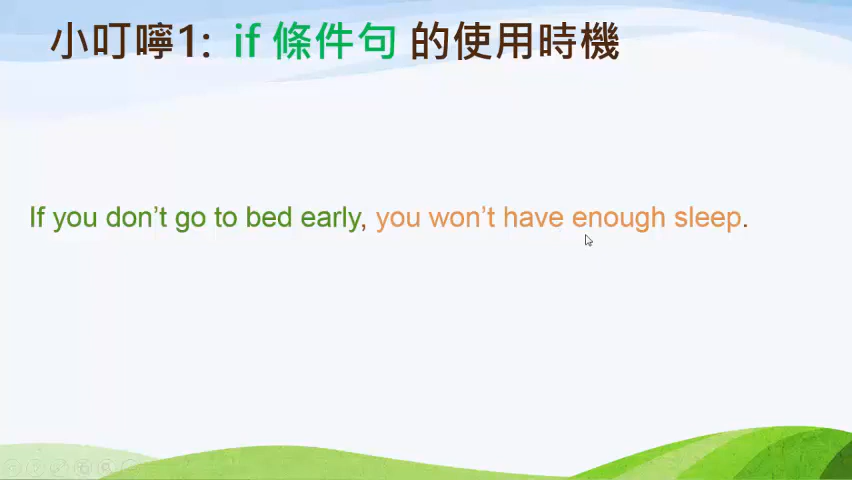 小叮嚀1: if 條件句 的使用時機
If you don't go to bed early, you won't have enough sleep.